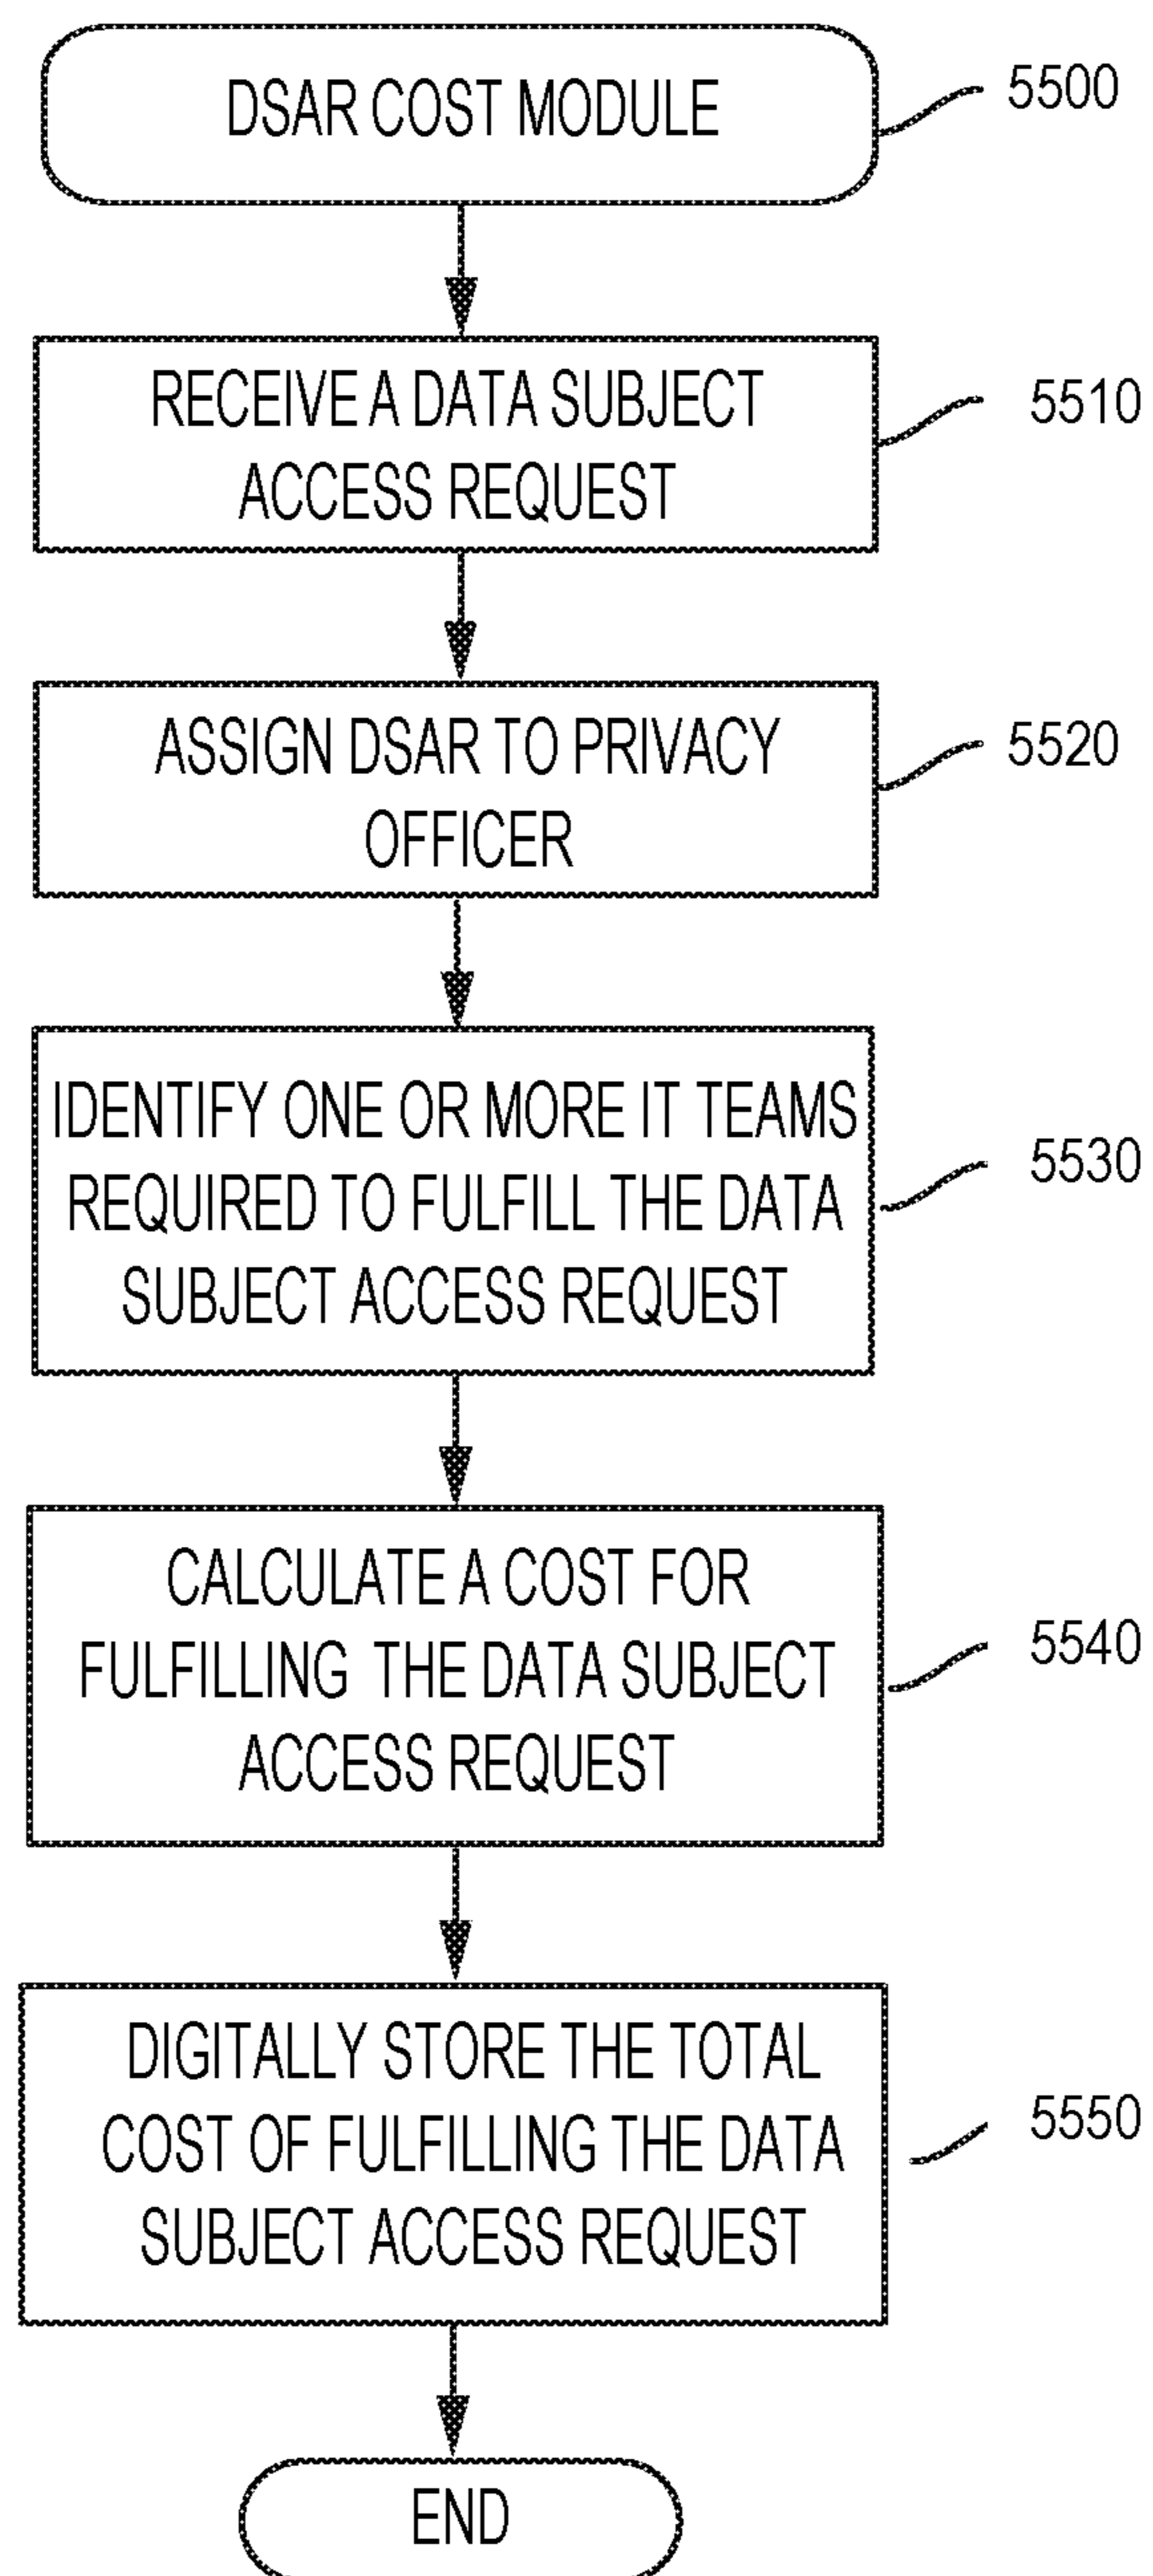 DSAR COST MODULE
5500
RECEIVE A DATA SUBJECT
ACCESS REQUEST
5510
ASSIGN DSAR TO PRIVACY
OFFICER
5520
IDENTIFY ONE OR MORE IT TEAMS
REQUIRED TO FULFILL THE DATA
SUBJECT ACCESS REQUEST
5530
CALCULATE A COST FOR
FULFILLING THE DATA SUBJECT
ACCESS REQUEST
5540
DIGITALLY STORE THE TOTAL
COST OF FULFILLING THE DATA
SUBJECT ACCESS REQUEST
5550
END